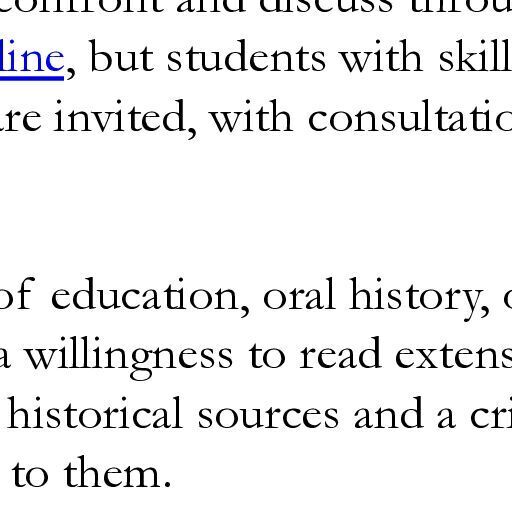 confront and discuss throu
line, but students with skill
are invited, with consultatio
of education, oral history, o
a willingness to read extens
historical sources and a cri
to them.